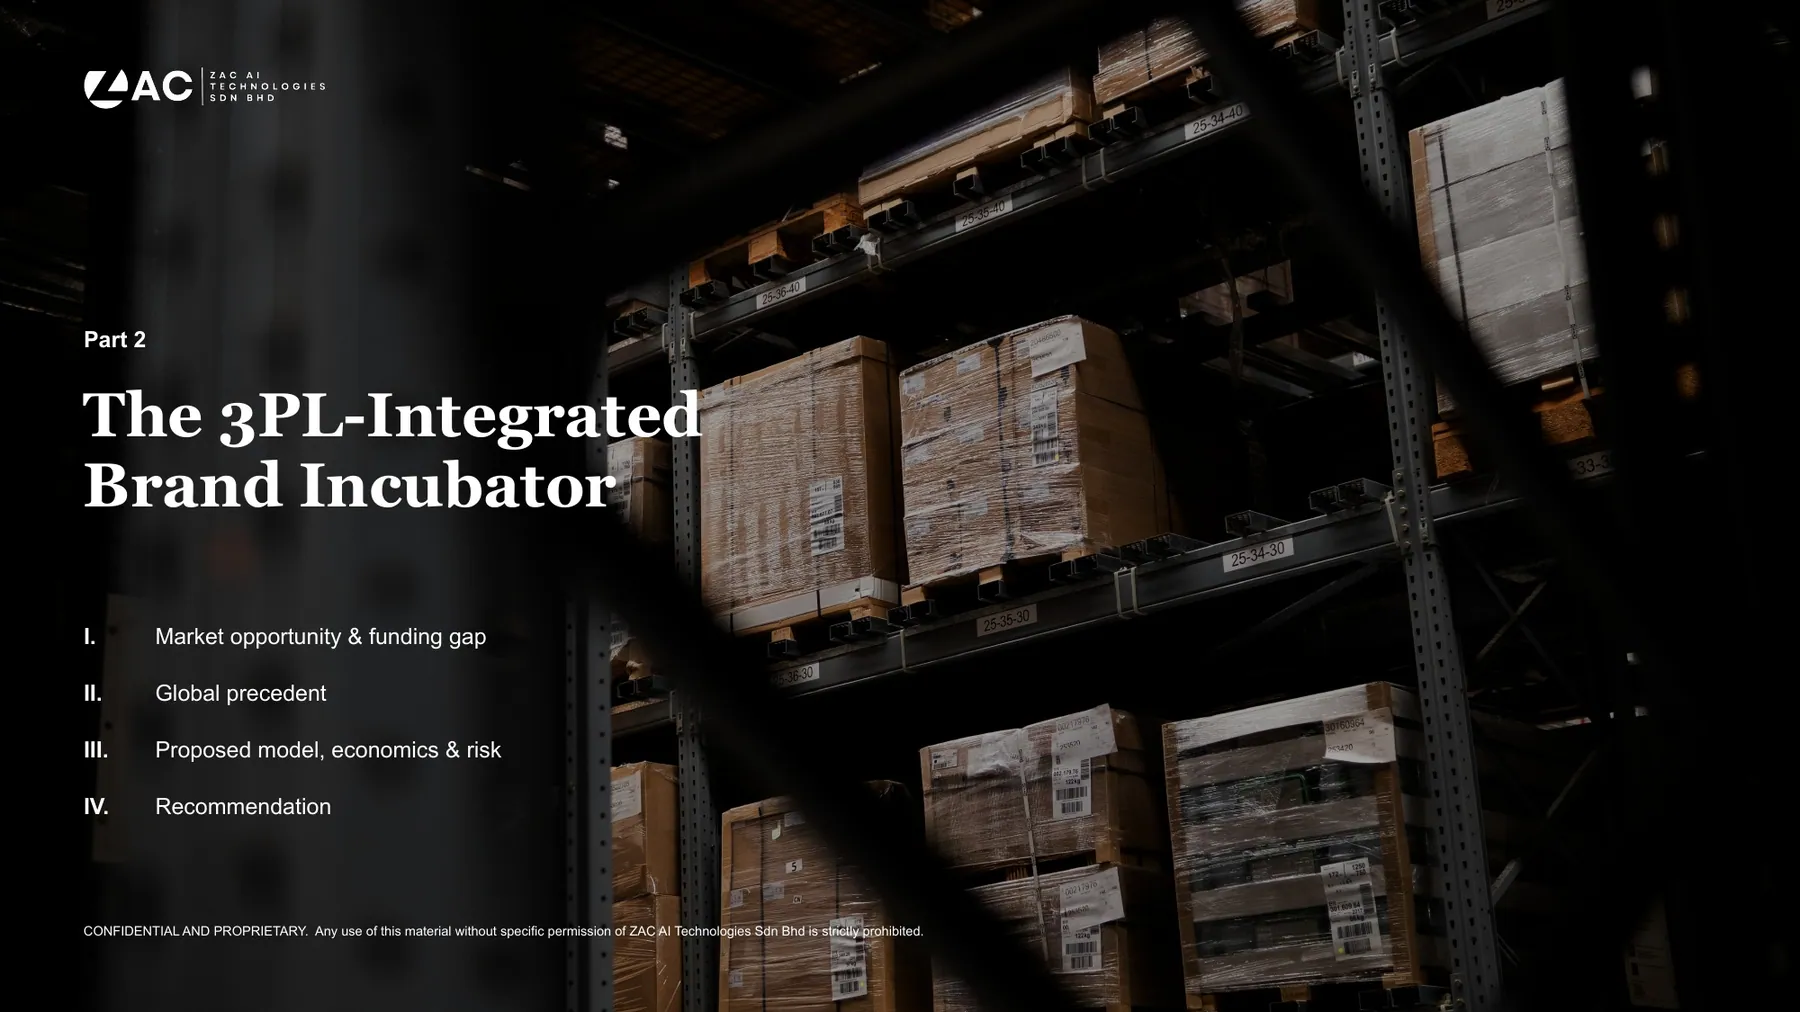 ZAC
ZAC AI
TECHNOLOGIES
SDN BHD
Part 2
The 3PL-Integrated
Brand Incubator
I. Market opportunity & funding gap
II. Global precedent
III. Proposed model, economics & risk
IV. Recommendation
CONFIDENTIAL AND PROPRIETARY. Any use of this material without specific permission of ZAC AI Technologies Sdn Bhd is strictly prohibited.
25-34-40
25-35-40
25-36-40
25-34-30
25-35-30
00217976
00217976
5